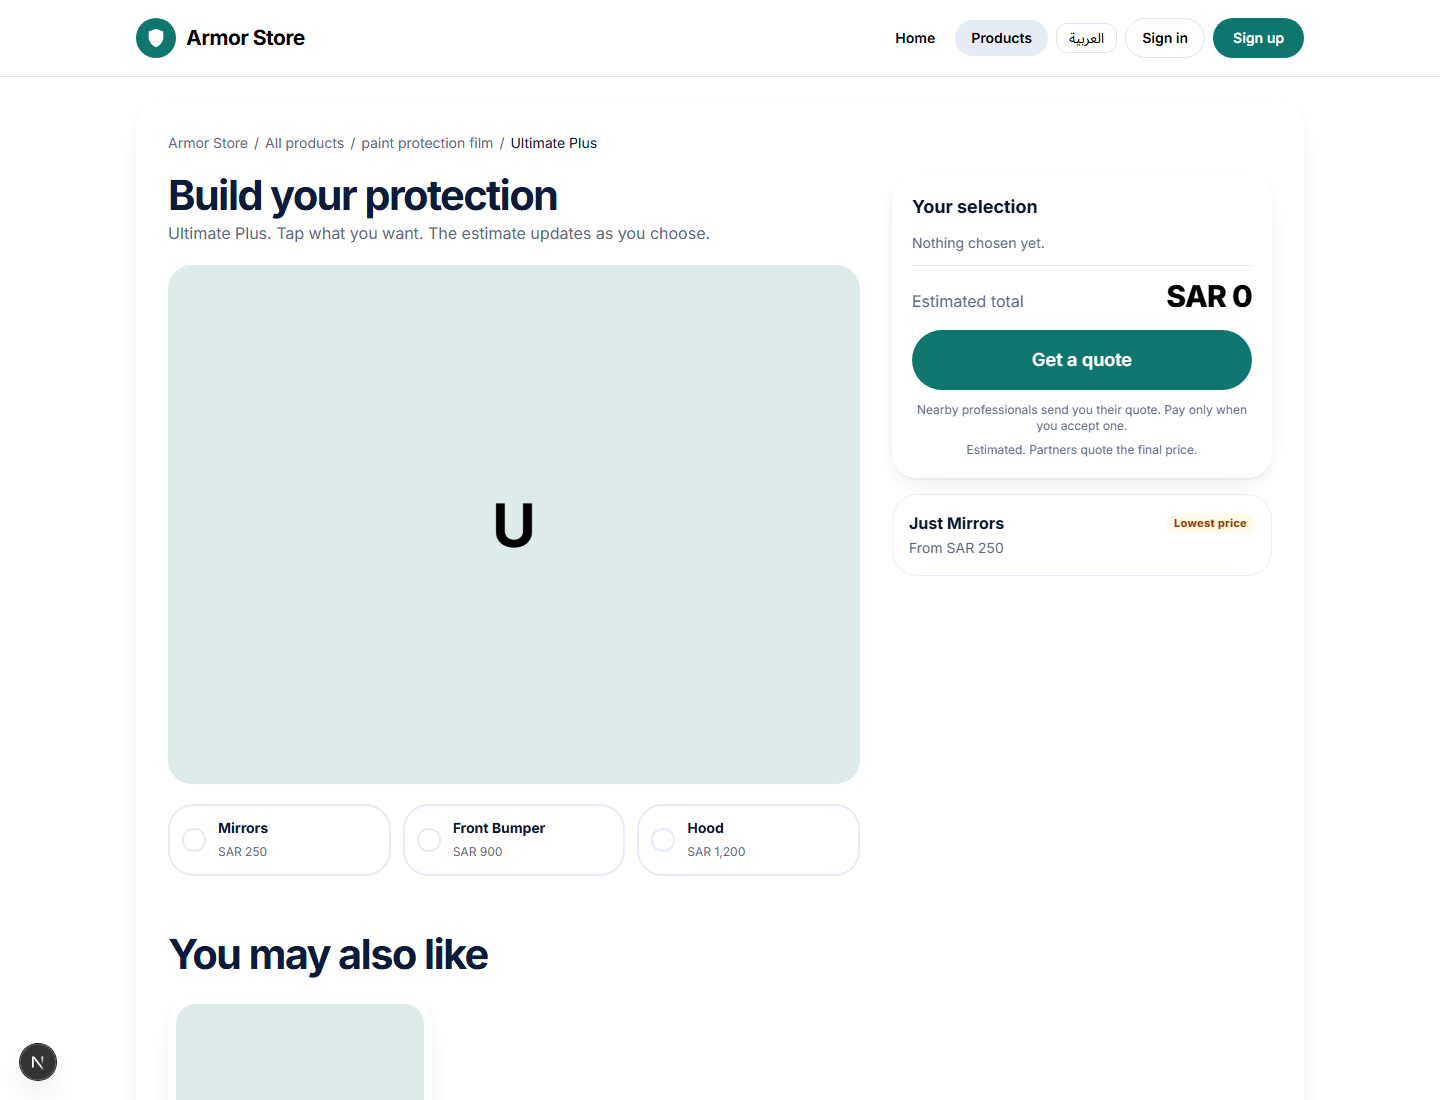 Armor Store
Home
Products
العربية
Sign in
Sign up
Armor Store / All products / paint protection film / Ultimate Plus
Build your protection
Ultimate Plus. Tap what you want. The estimate updates as you choose.
U
Mirrors
SAR 250
Front Bumper
SAR 900
Hood
SAR 1,200
Your selection
Nothing chosen yet.
Estimated total
SAR 0
Get a quote
Nearby professionals send you their quote. Pay only when
you accept one.
Estimated. Partners quote the final price.
Just Mirrors
Lowest price
From SAR 250
You may also like
N